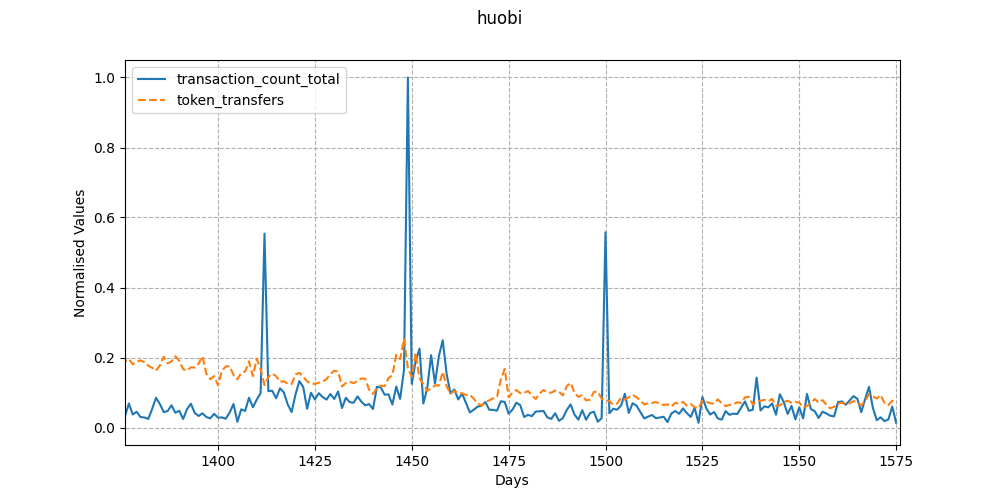 huobi
transaction_count_total
token_transfers
1.0
0.8
0.6
0.4
0.2
0.0
Normalised Values
1400
1425
1450
1475
1500
1525
1550
1575
Days